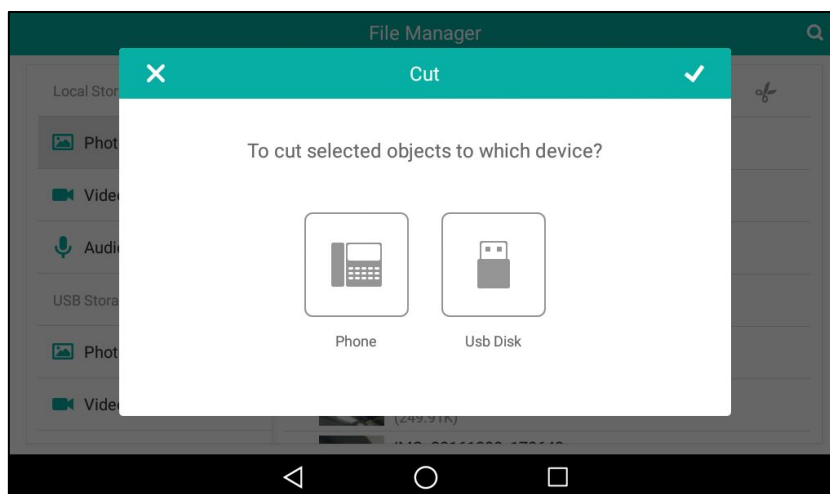 File Manager
Cut
Local Stor
Phot
To cut selected objects to which device?
Vide
Audi
USB Stora
Phone
Usb Disk
Phot
Vide
(249.91K)